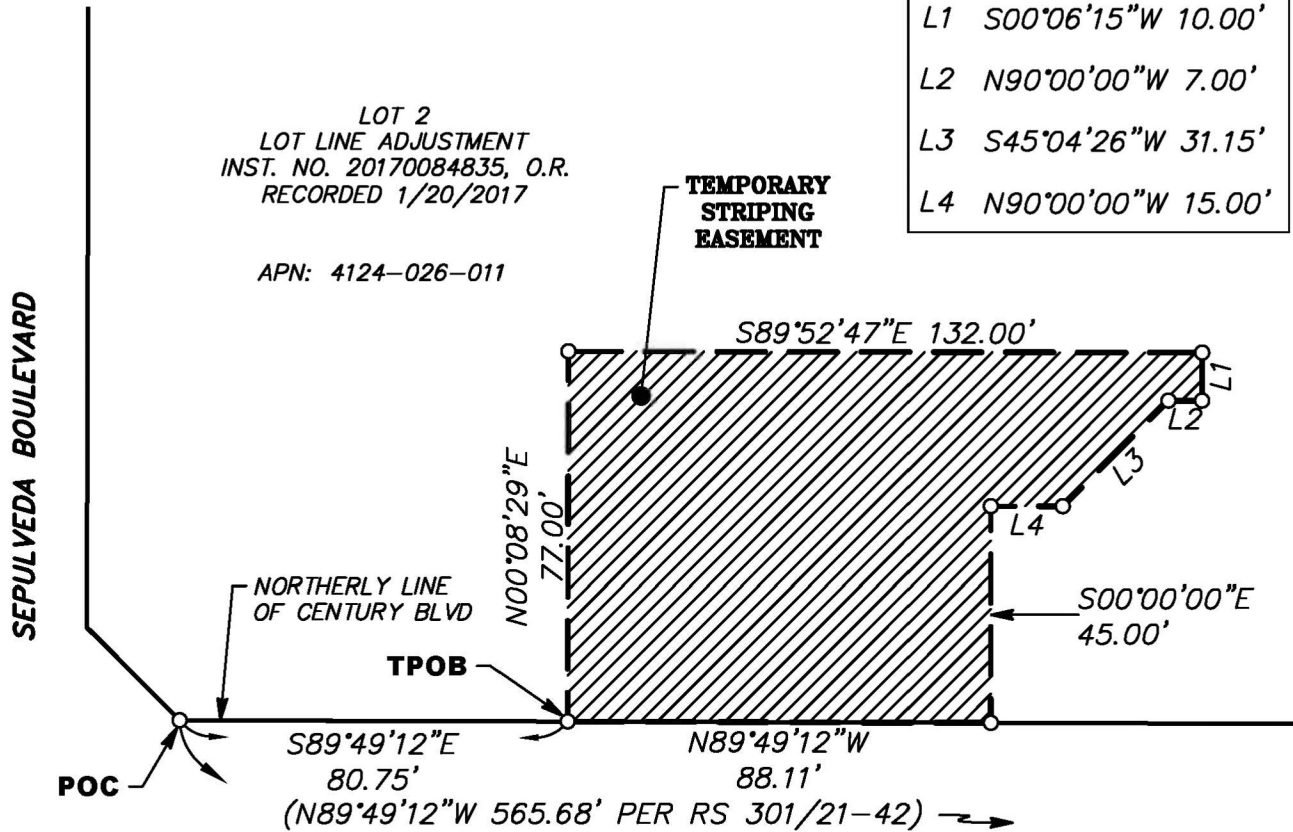 L1 S00°06'15"W 10.00'
L2 N90°00'00"W 7.00'
L3 S45°04'26"W 31.15'
L4 N90°00'00"W 15.00'
LOT 2
LOT LINE ADJUSTMENT
INST. NO. 20170084835, O.R.
RECORDED 1/20/2017
APN: 4124-026-011
TEMPORARY
STRIPING
EASEMENT
SEPULVEDA BOULEVARD
S89°52'47"E 132.00'
L1
L2
L3
L4
N00°08'29"E
77.00'
S00°00'00"E
45.00'
NORTHERLY LINE
OF CENTURY BLVD
TPOB
POC
S89°49'12"E
80.75'
N89°49'12"W
88.11'
(N89°49'12"W 565.68' PER RS 301/21-42)